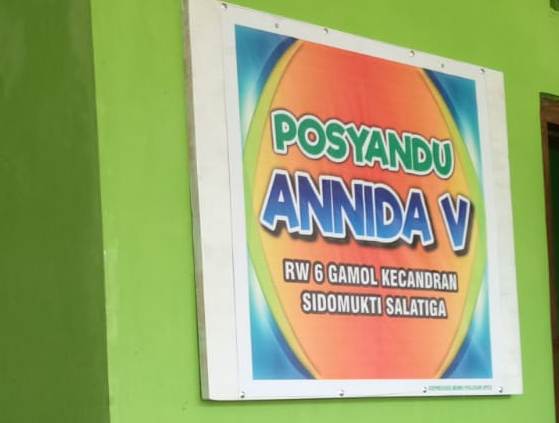 POSYANDU
ANNIDA V
RW 6 GAMOL KECANDRAN
SIDOMUKTI SALATIGA